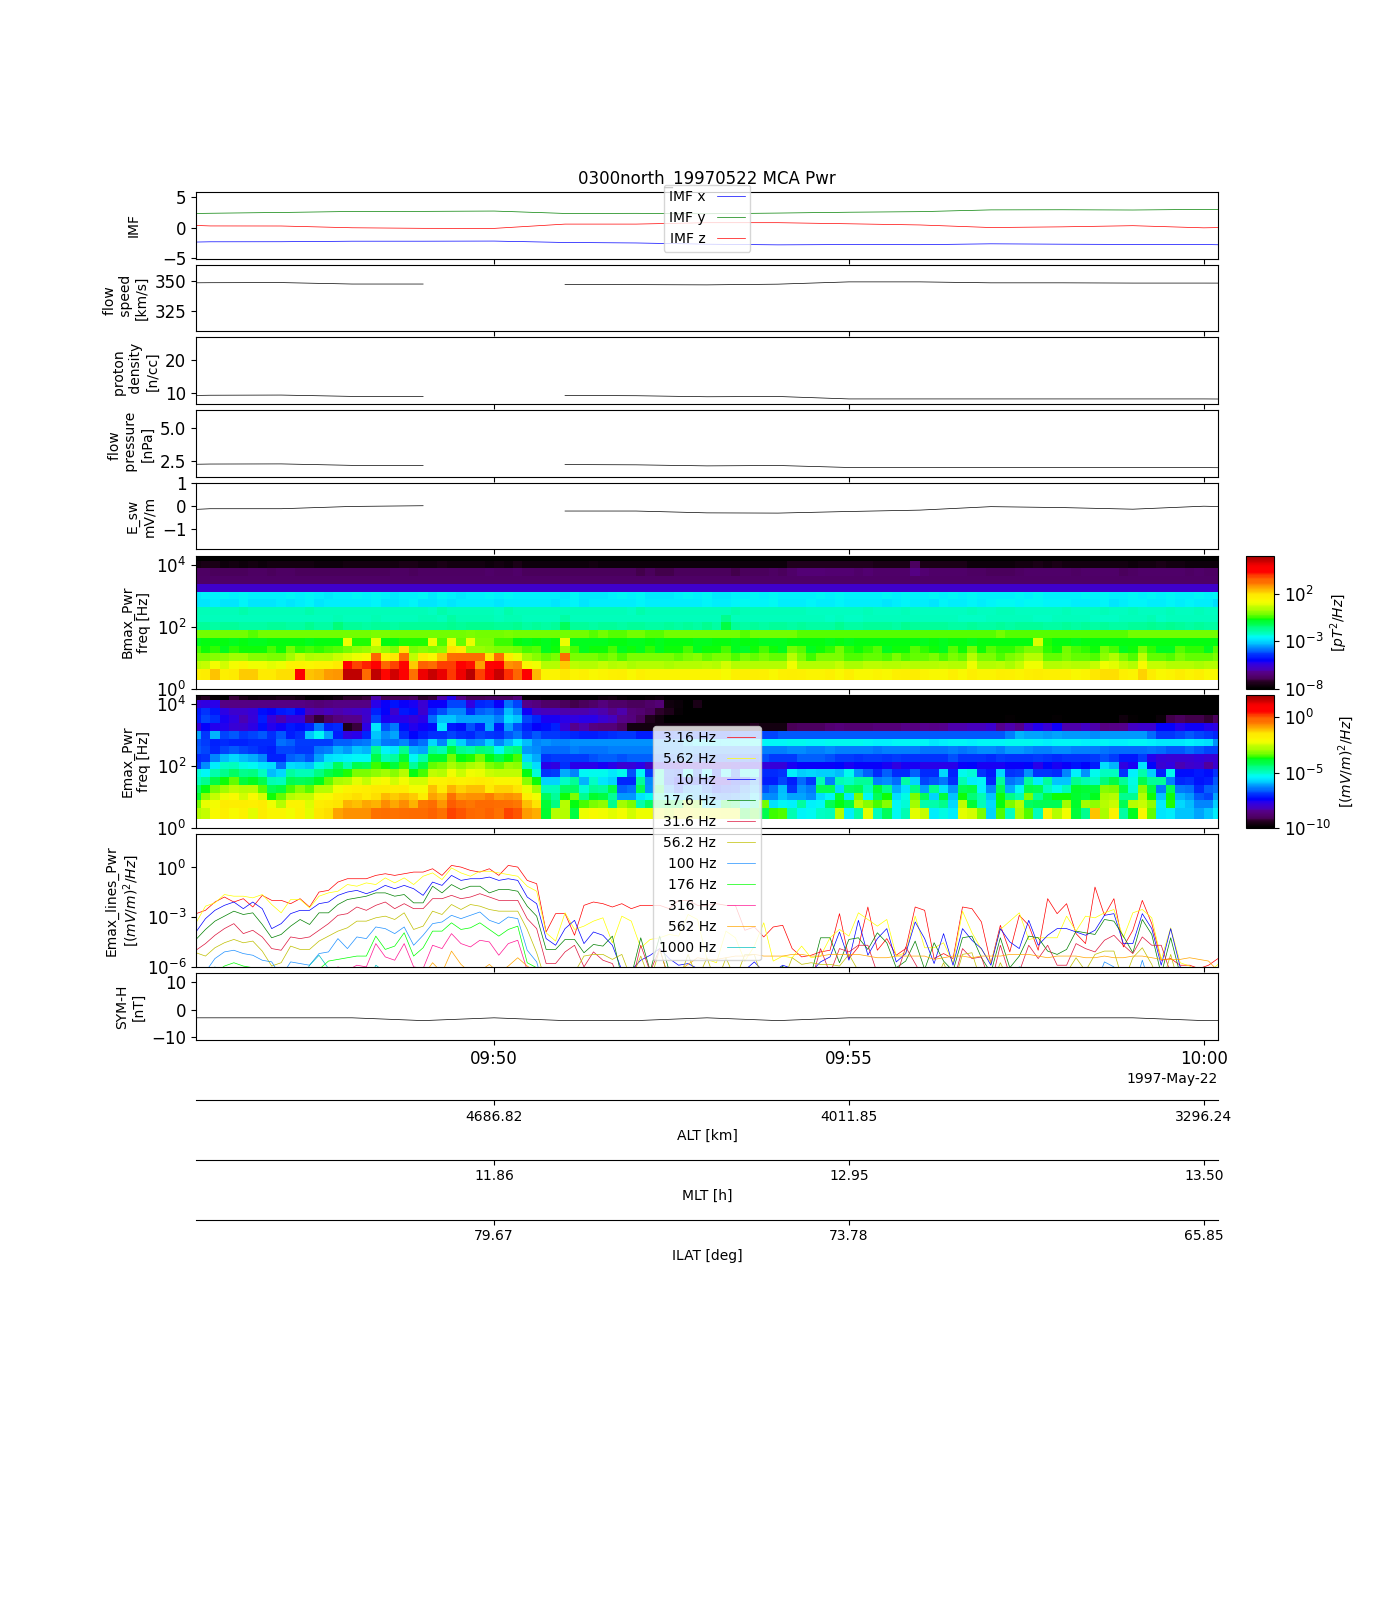 0300north_19970522 MCA Pwr
5
0
−5
IMF
IMF x
IMF y
IMF z
350
325
flow
speed
[km/s]
20
10
proton
density
[n/cc]
5.0
2.5
flow
pressure
[nPa]
1
0
−1
E_sw
mV/m
10^4
10^2
10^0
Bmax_Pwr
freq [Hz]
10^2
10^−3
10^−8
[pT^2/Hz]
10^4
10^2
10^0
Emax_Pwr
freq [Hz]
10^0
10^−5
10^−10
[(mV/m)^2/Hz]
3.16 Hz
5.62 Hz
10 Hz
17.6 Hz
31.6 Hz
56.2 Hz
100 Hz
176 Hz
316 Hz
562 Hz
1000 Hz
10^0
10^−3
10^−6
Emax_lines_Pwr
[(mV/m)^2/Hz]
10
0
−10
SYM-H
[nT]
09:50 09:55 10:00
1997-May-22
4686.82 4011.85 3296.24
ALT [km]
11.86 12.95 13.50
MLT [h]
79.67 73.78 65.85
ILAT [deg]